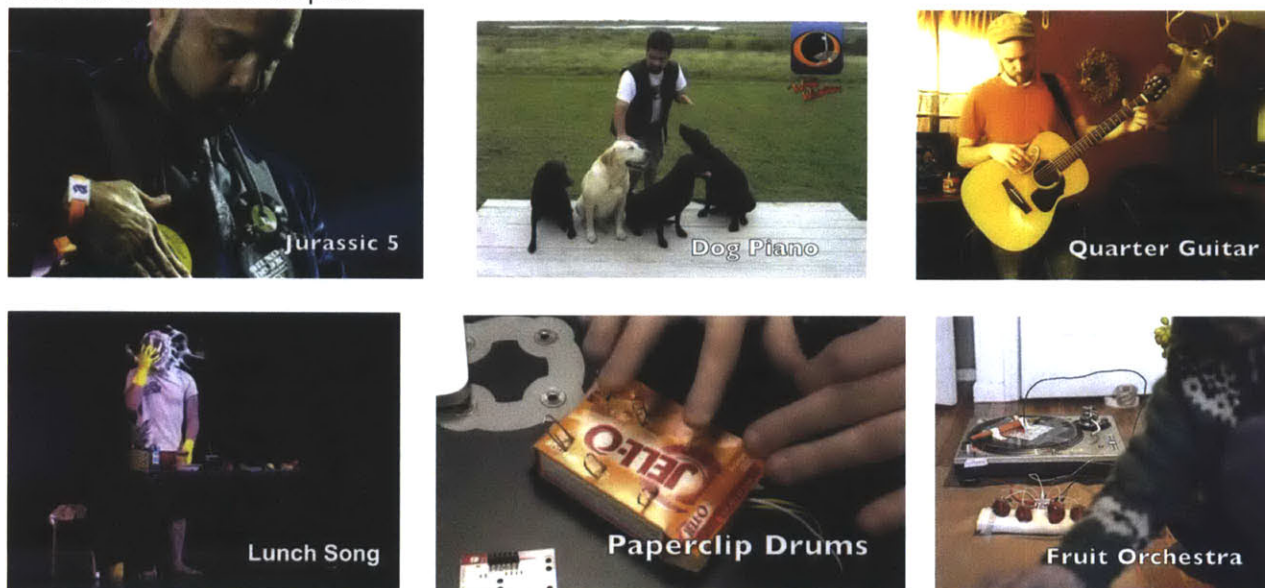 Jurassic 5
Dog Piano
Quarter Guitar
Lunch Song
JELL-O
Paperclip Drums
Fruit Orchestra